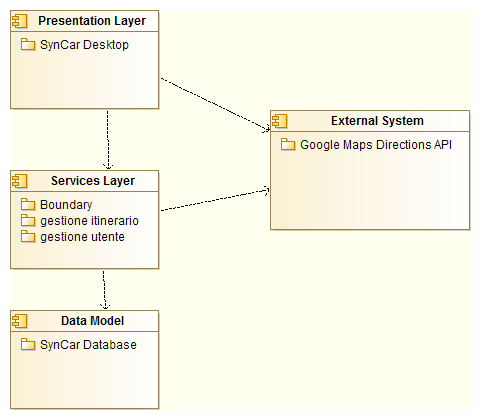 Presentation Layer
SynCar Desktop
External System
Google Maps Directions API
Services Layer
Boundary
gestione itinerario
gestione utente
Data Model
SynCar Database